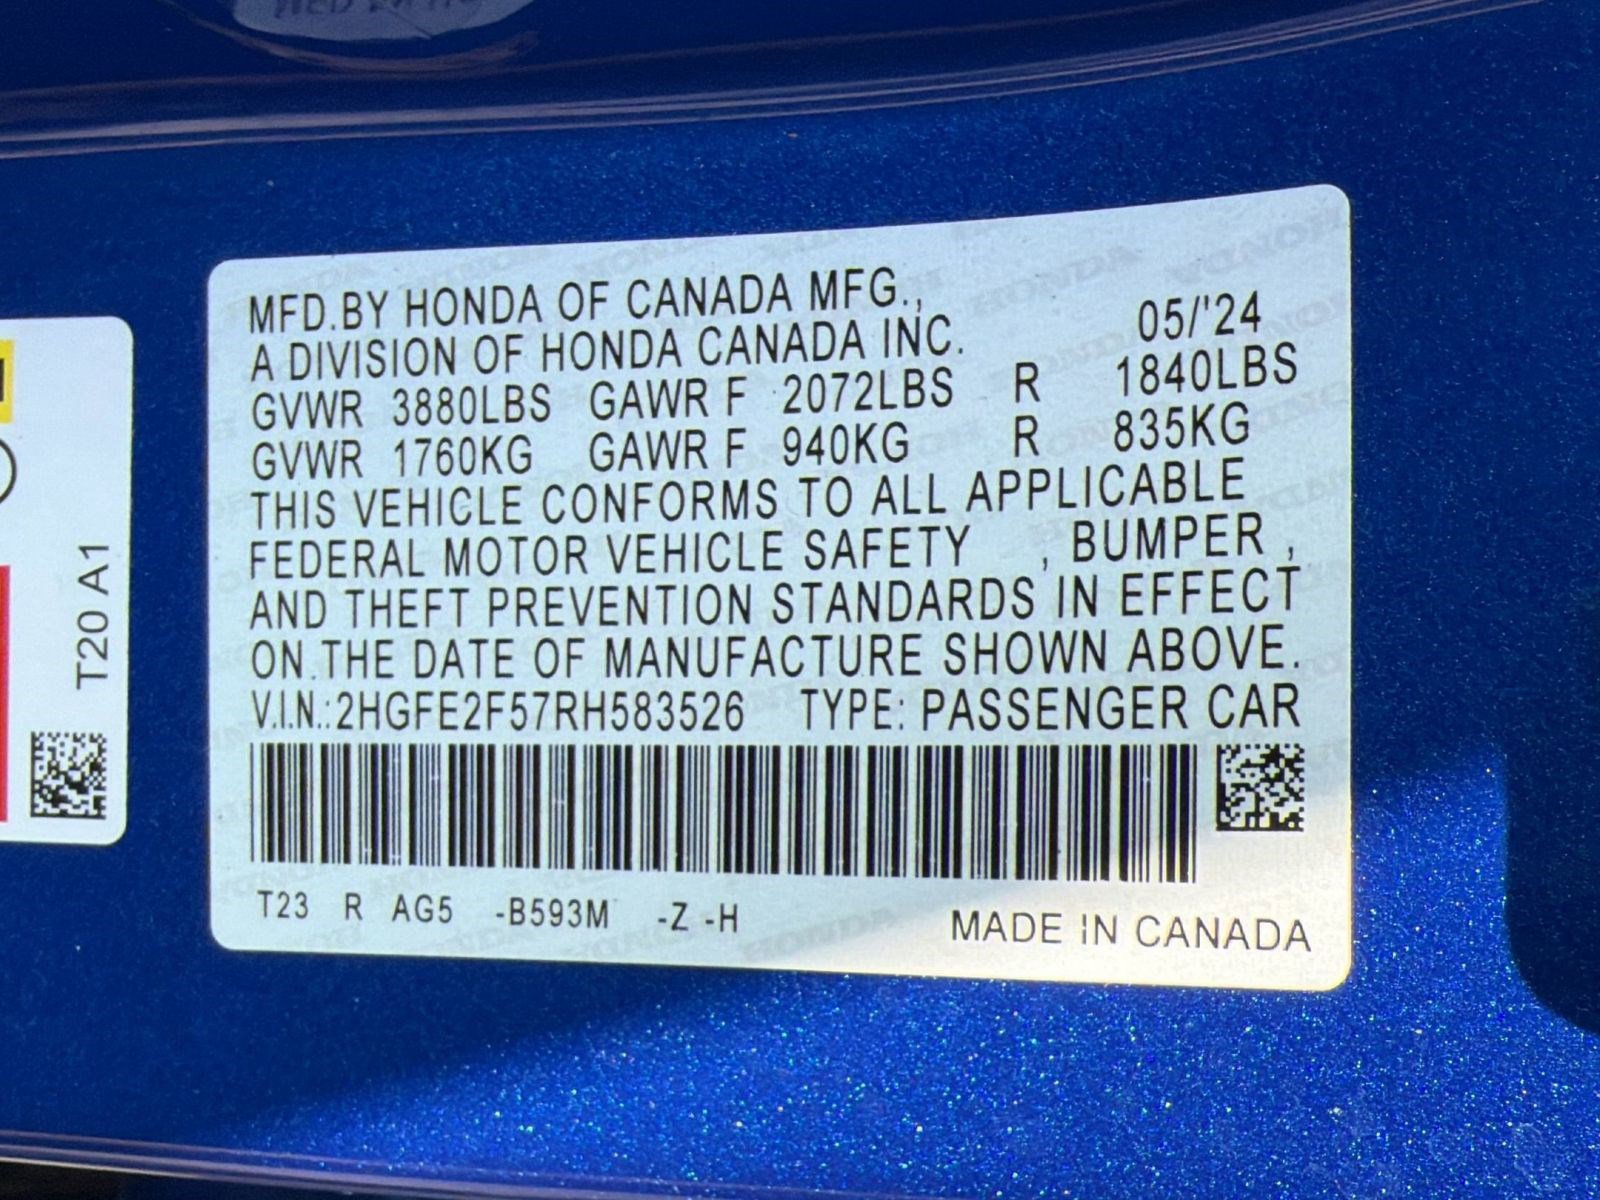 MFD.BY HONDA OF CANADA MFG.,
A DIVISION OF HONDA CANADA INC. 05/'24
GVWR 3880LBS GAWR F 2072LBS R 1840LBS
GVWR 1760KG GAWR F 940KG R 835KG
THIS VEHICLE CONFORMS TO ALL APPLICABLE
FEDERAL MOTOR VEHICLE SAFETY , BUMPER ,
AND THEFT PREVENTION STANDARDS IN EFFECT
ON THE DATE OF MANUFACTURE SHOWN ABOVE.
V.I.N.:2HGFE2F57RH583526 TYPE: PASSENGER CAR
T23 R AG5 -B593M -Z -H
MADE IN CANADA
T20 A1